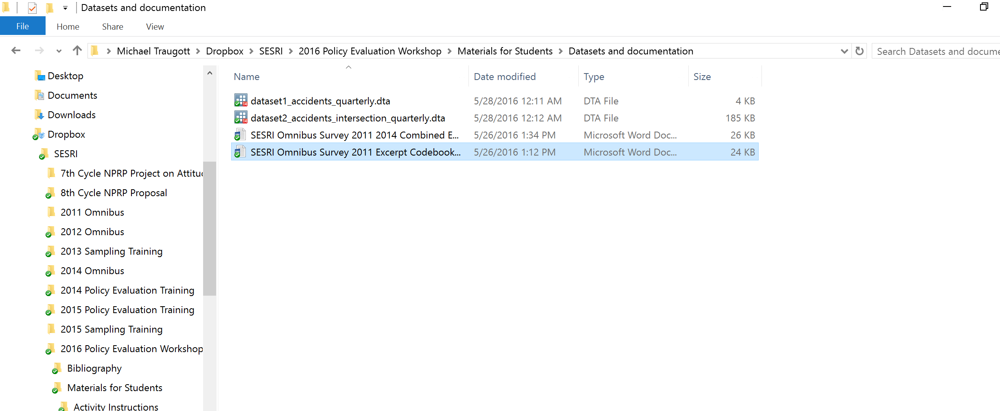 Datasets and documentation
File Home Share View
Michael Traugott Dropbox SESRI 2016 Policy Evaluation Workshop Materials for Students Datasets and documentation
Search Datasets and docume
Desktop
Documents
Downloads
Dropbox
SESRI
7th Cycle NPRP Project on Attituc
8th Cycle NPRP Proposal
2011 Omnibus
2012 Omnibus
2013 Sampling Training
2014 Omnibus
2014 Policy Evaluation Training
2015 Policy Evaluation Training
2015 Sampling Training
2016 Policy Evaluation Workshop
Bibliography
Materials for Students
Activity Instructions
Name Date modified Type Size
dataset1_accidents_quarterly.dta 5/28/2016 12:11 AM DTA File 4 KB
dataset2_accidents_intersection_quarterly.dta 5/28/2016 12:12 AM DTA File 185 KB
SESRI Omnibus Survey 2011 2014 Combined E... 5/26/2016 1:34 PM Microsoft Word Doc... 26 KB
SESRI Omnibus Survey 2011 Excerpt Codebook... 5/26/2016 1:12 PM Microsoft Word Doc... 24 KB